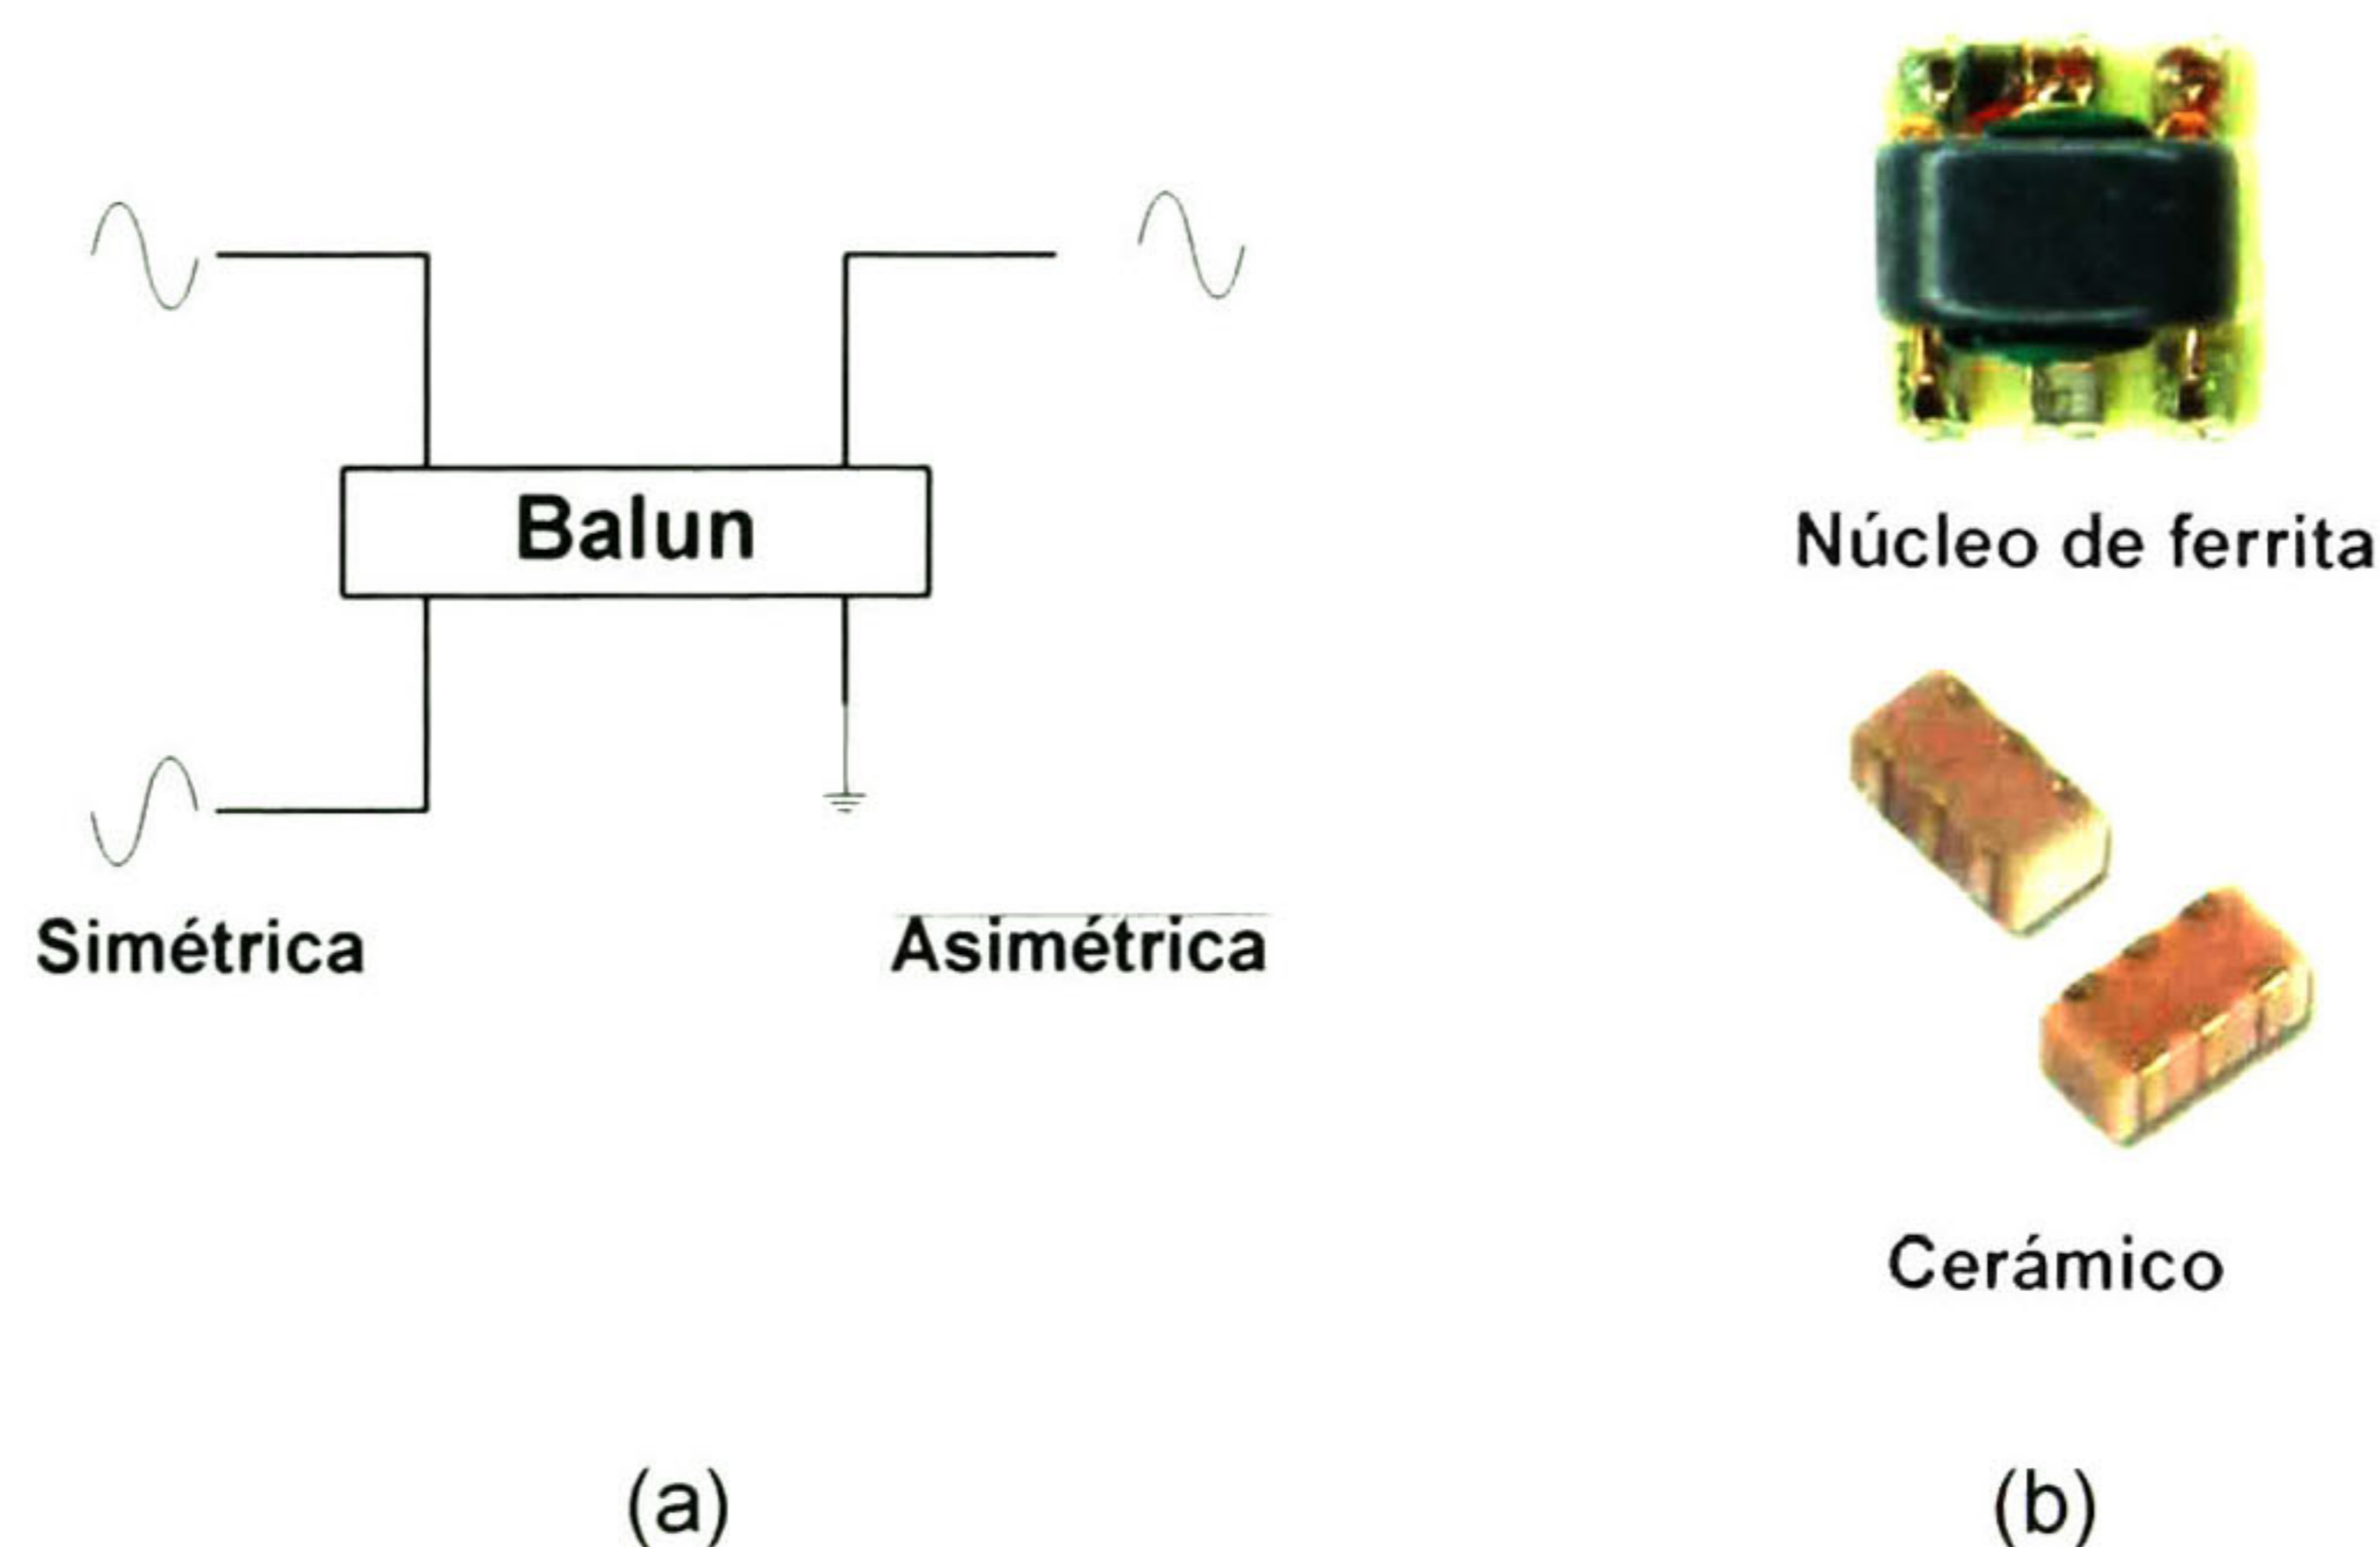 Balun
Simétrica
Asimétrica
(a)
Núcleo de ferrita
Cerámico
(b)